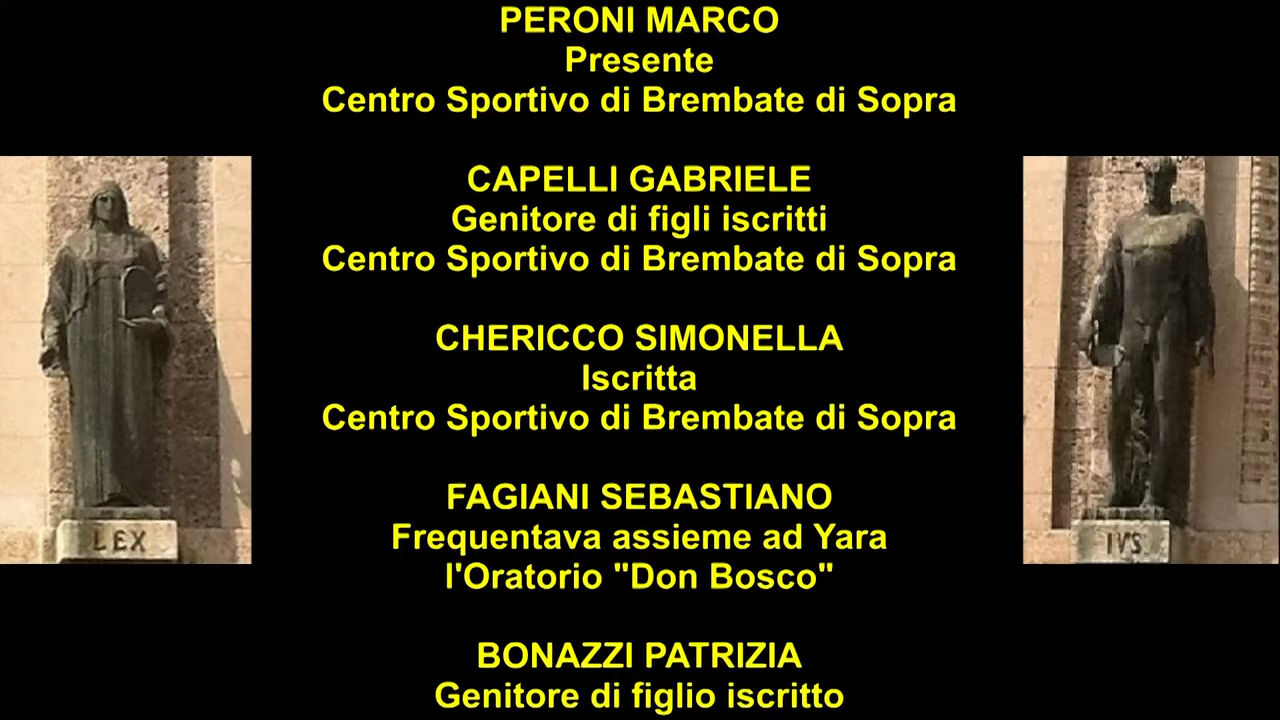 PERONI MARCO
Presente
Centro Sportivo di Brembate di Sopra
CAPELLI GABRIELE
Genitore di figli iscritti
Centro Sportivo di Brembate di Sopra
CHERICCO SIMONELLA
Iscritta
Centro Sportivo di Brembate di Sopra
FAGIANI SEBASTIANO
Frequentava assieme ad Yara
l'Oratorio "Don Bosco"
BONAZZI PATRIZIA
Genitore di figlio iscritto
LEX
IVS